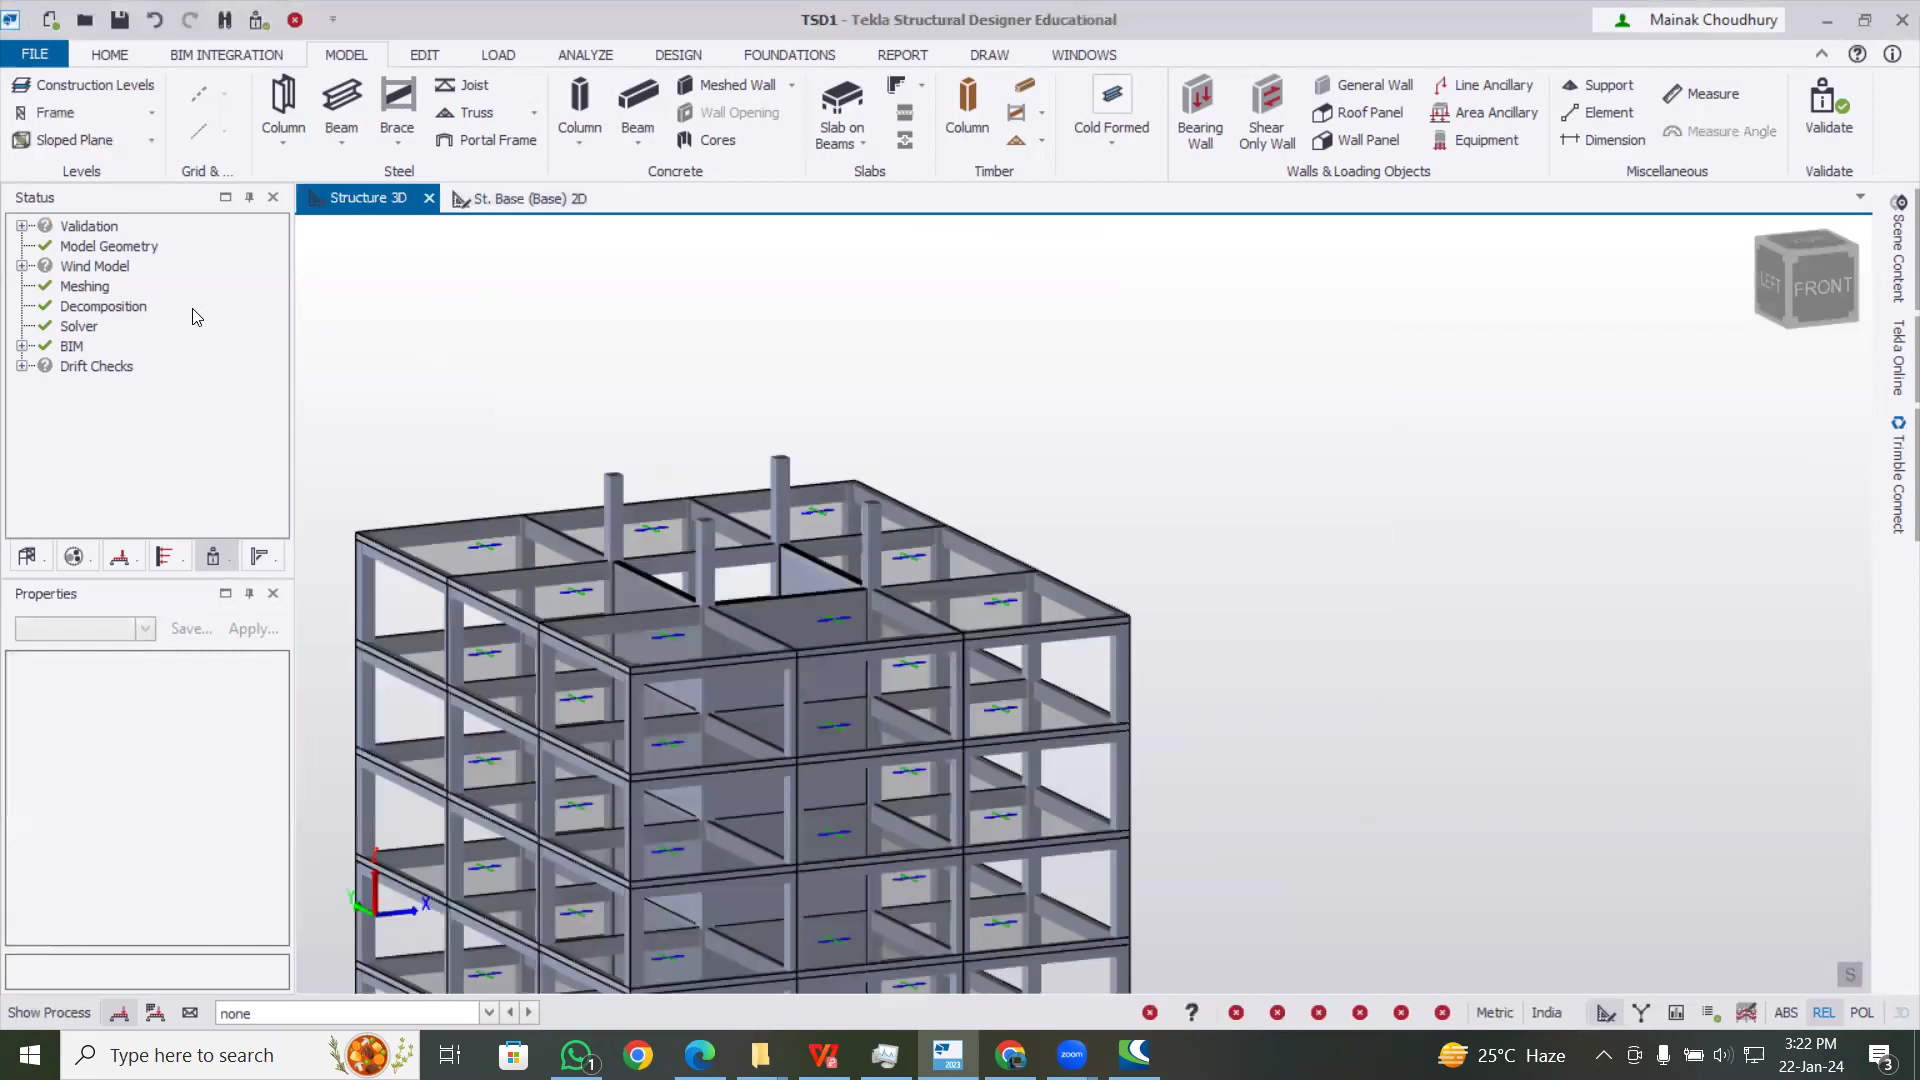 TSD1 - Tekla Structural Designer Educational
Mainak Choudhury
FILE HOME BIM INTEGRATION MODEL EDIT LOAD ANALYZE DESIGN FOUNDATIONS REPORT DRAW WINDOWS
Construction Levels
Frame
Sloped Plane
Levels
Grid & ...
Column
Beam
Brace
Joist
Truss
Portal Frame
Steel
Column
Beam
Meshed Wall
Wall Opening
Cores
Concrete
Slab on
Beams
Slabs
Column
Timber
Cold Formed
Bearing
Wall
Shear
Only Wall
General Wall
Roof Panel
Wall Panel
Line Ancillary
Area Ancillary
Equipment
Walls & Loading Objects
Support
Element
Dimension
Measure
Measure Angle
Miscellaneous
Validate
Validate
Status
Validation
Model Geometry
Wind Model
Meshing
Decomposition
Solver
BIM
Drift Checks
Properties
Save... Apply...
Structure 3D
St. Base (Base) 2D
LEFT
FRONT
Z
Y
X
S
Scene Content
Tekla Online
Trimble Connect
Show Process
none
Metric India
ABS REL POL 3D
Type here to search
1
2023
zoom
25°C Haze
3:22 PM
22-Jan-24
3